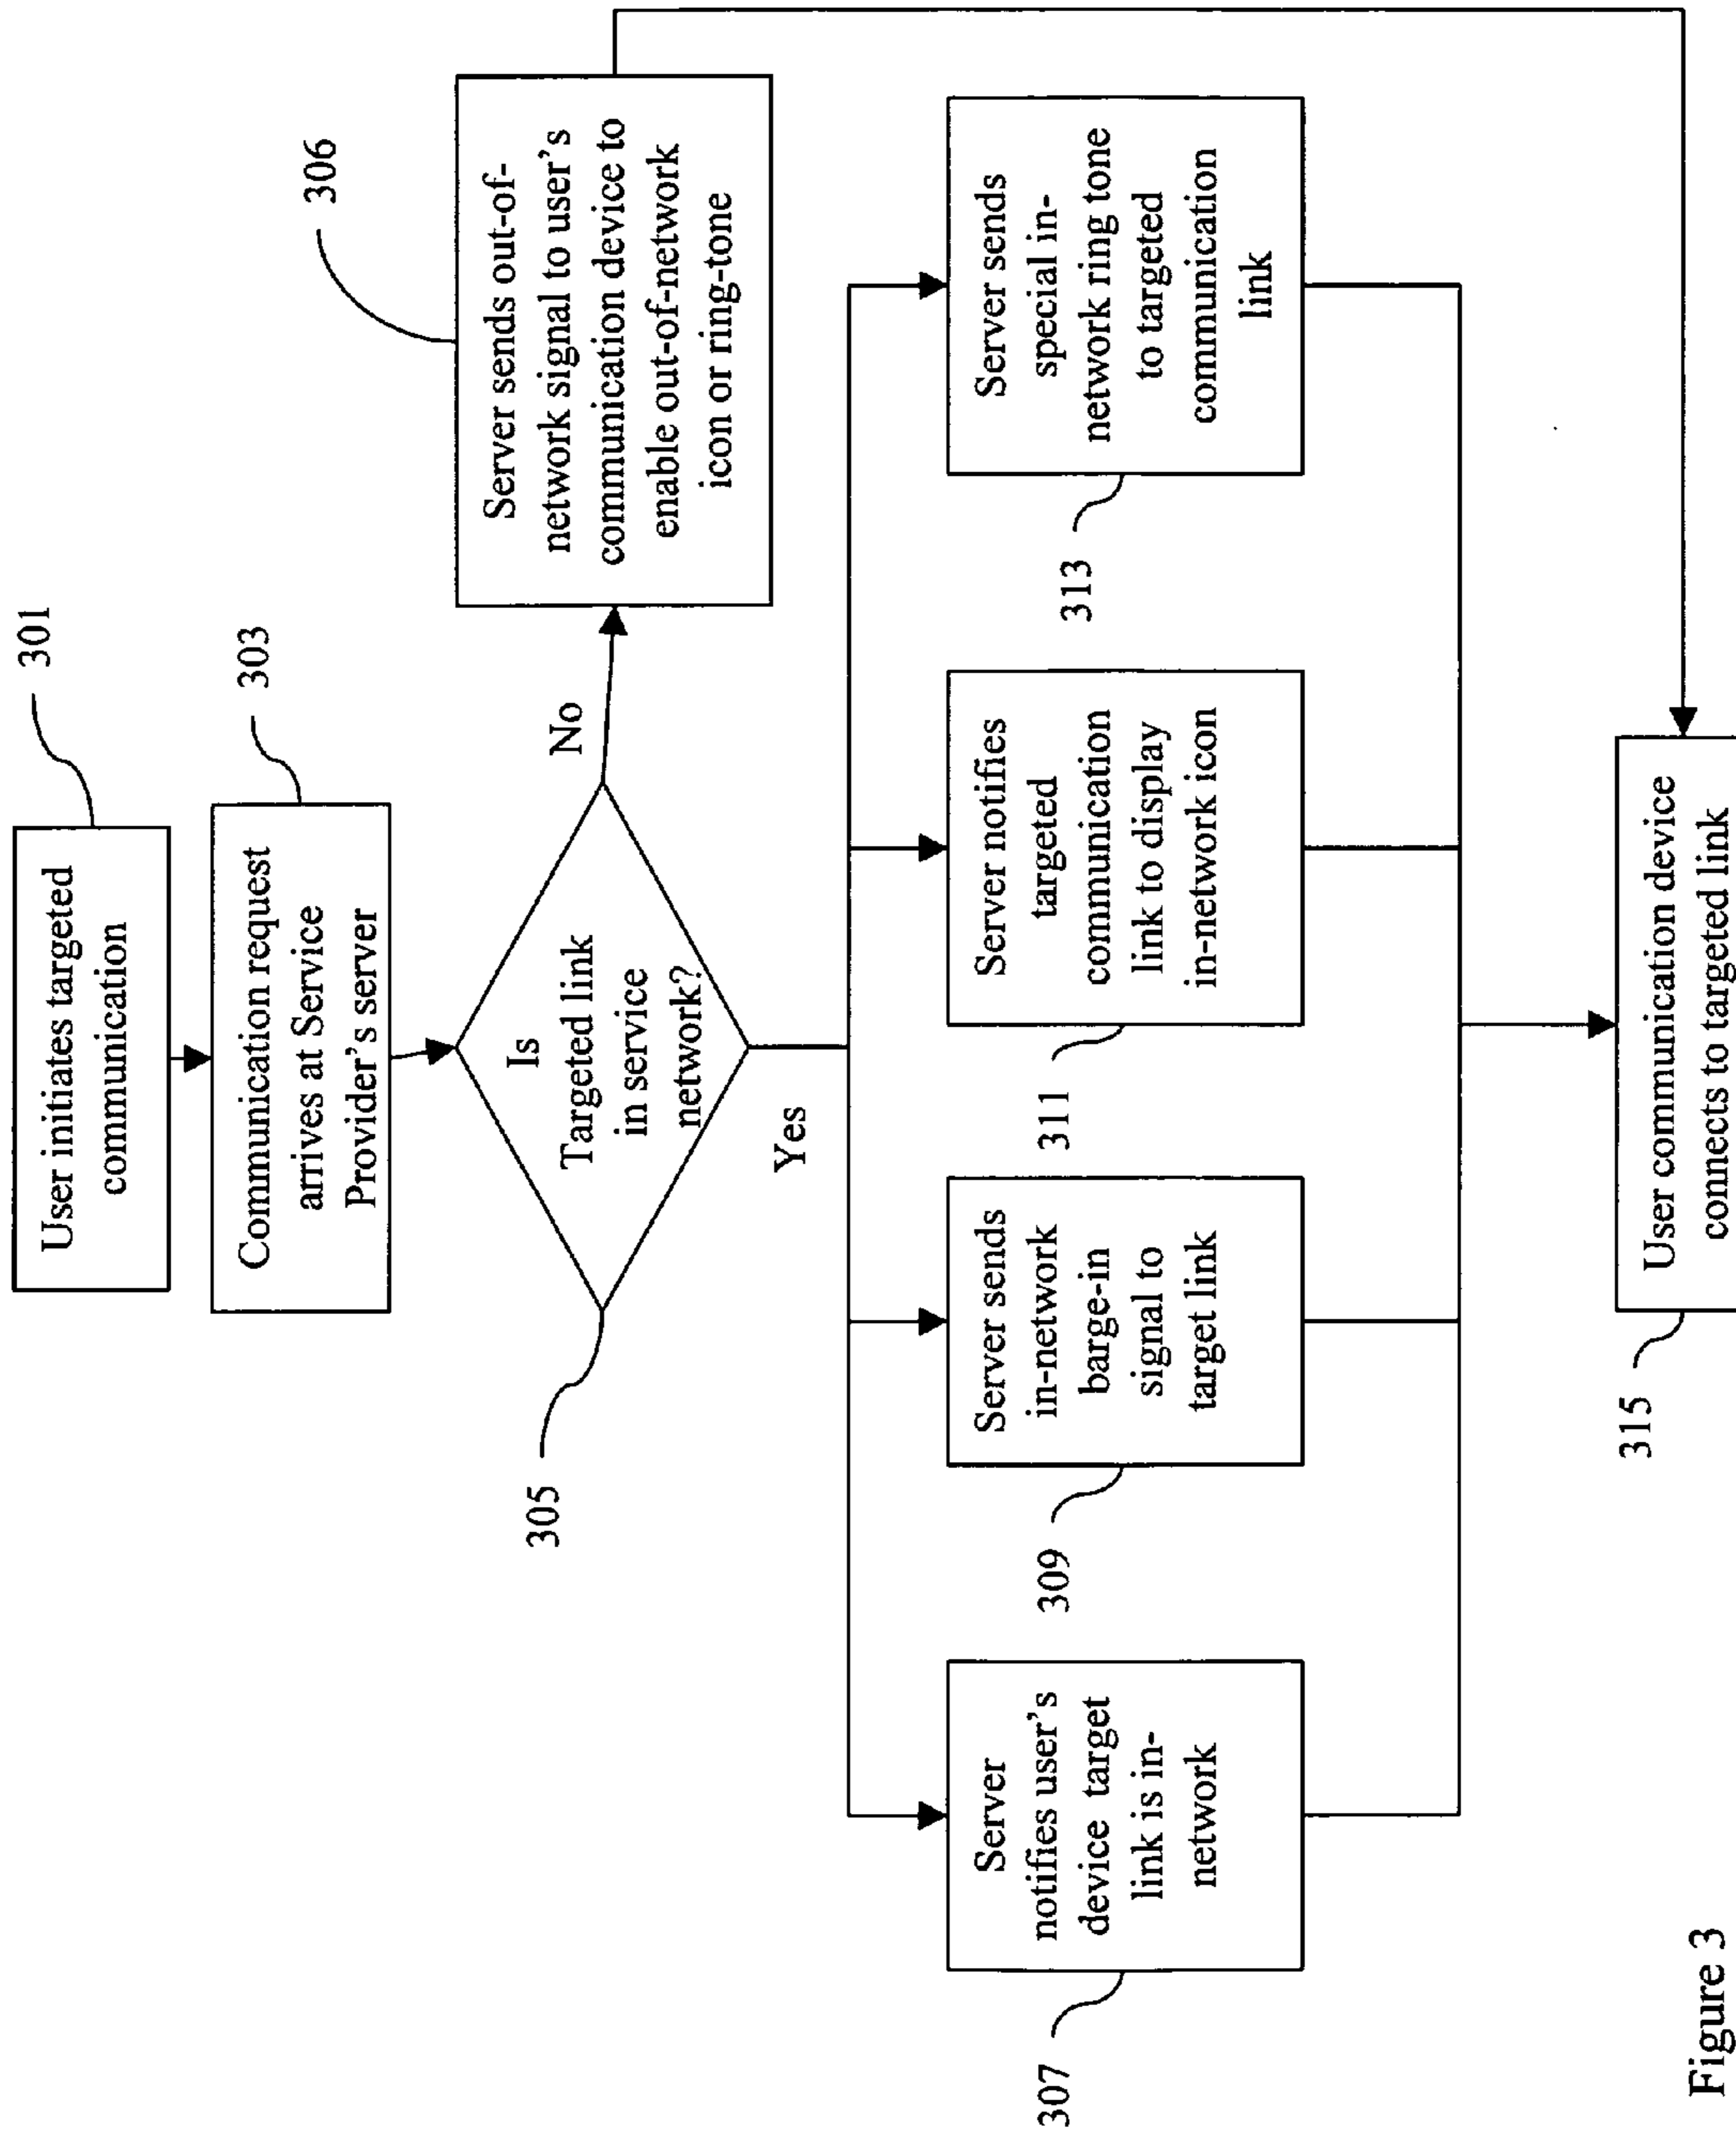 301
User initiates targeted
communication
303
Communication request
arrives at Service
Provider's server
305
Is
Targeted link
in service
network?
No
Yes
306
Server sends out-of-
network signal to user's
communication device to
enable out-of-network
icon or ring-tone
307
Server
notifies user's
device target
link is in-
network
309
Server sends
in-network
barge-in
signal to
target link
311
Server notifies
targeted
communication
link to display
in-network icon
313
Server sends
special in-
network ring tone
to targeted
communication
link
315
User communication device
connects to targeted link
Figure 3